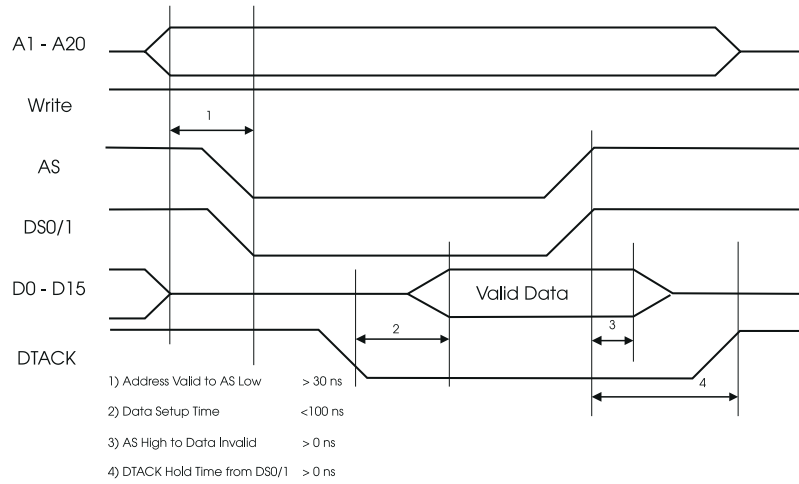 A1 - A20
Write
1
AS
DS0/1
D0 - D15
Valid Data
2
3
DTACK
4
1) Address Valid to AS Low > 30 ns
2) Data Setup Time <100 ns
3) AS High to Data Invalid > 0 ns
4) DTACK Hold Time from DS0/1 > 0 ns